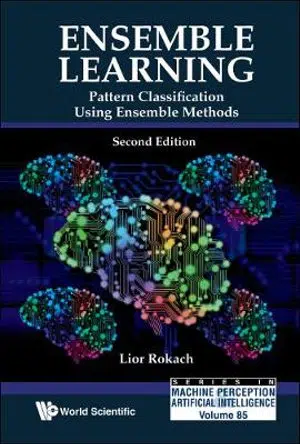 ENSEMBLE
LEARNING
Pattern Classification
Using Ensemble Methods
Second Edition
Lior Rokach
World Scientific
SERIES IN
MACHINE PERCEPTION
ARTIFICIAL INTELLIGENCE
Volume 85